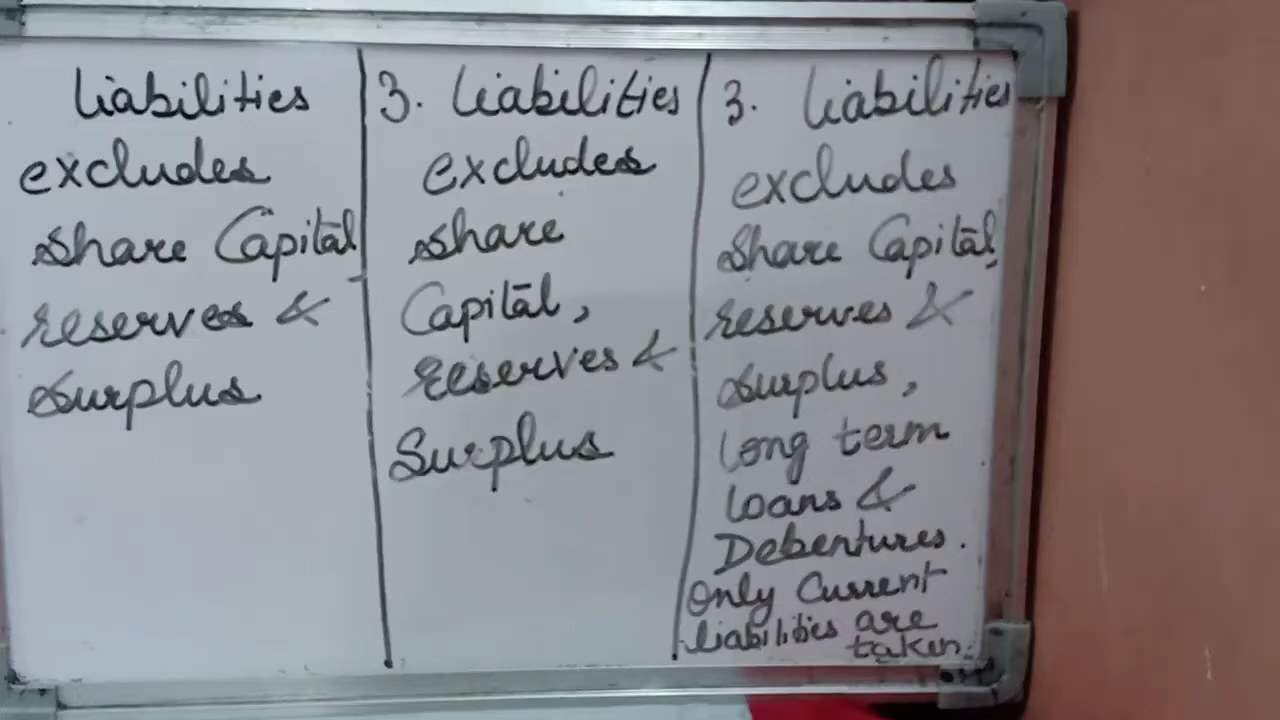 Liabilities
excludes
Share Capital
reserves &
Surplus
3. Liabilities
excludes
Share
Capital,
Reserves &
Surplus
3. Liabilities
excludes
Share Capital,
reserves &
Surplus,
long term
loans &
Debentures.
Only Current
liabilities are
taken.